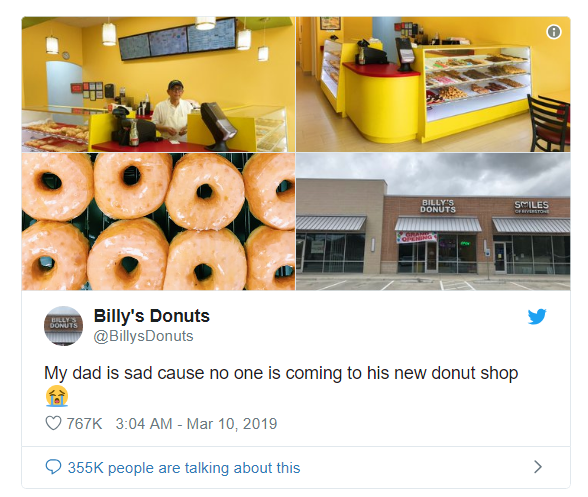 BILLY'S
DONUTS
SMILES
OF RIVERSTONE
GRAND
OPENING
BILLY'S
DONUTS
Billy's Donuts
@BillysDonuts
My dad is sad cause no one is coming to his new donut shop
😭
767K 3:04 AM - Mar 10, 2019
355K people are talking about this